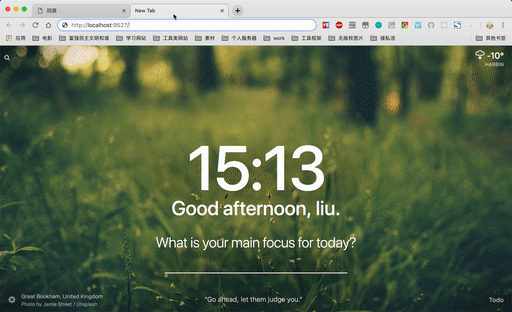 回放
New Tab
http://localhost:9527/
应用
电影
富强民主文明和谐
学习网站
工具类网站
素材
个人服务器
work
工具框架
无版权图片
接私活
其他书签
-10°
HARBIN
15:13
Good afternoon, liu.
What is your main focus for today?
Great Bookham, United Kingdom
Photo by Jamie Street / Unsplash
"Go ahead, let them judge you."
Todo